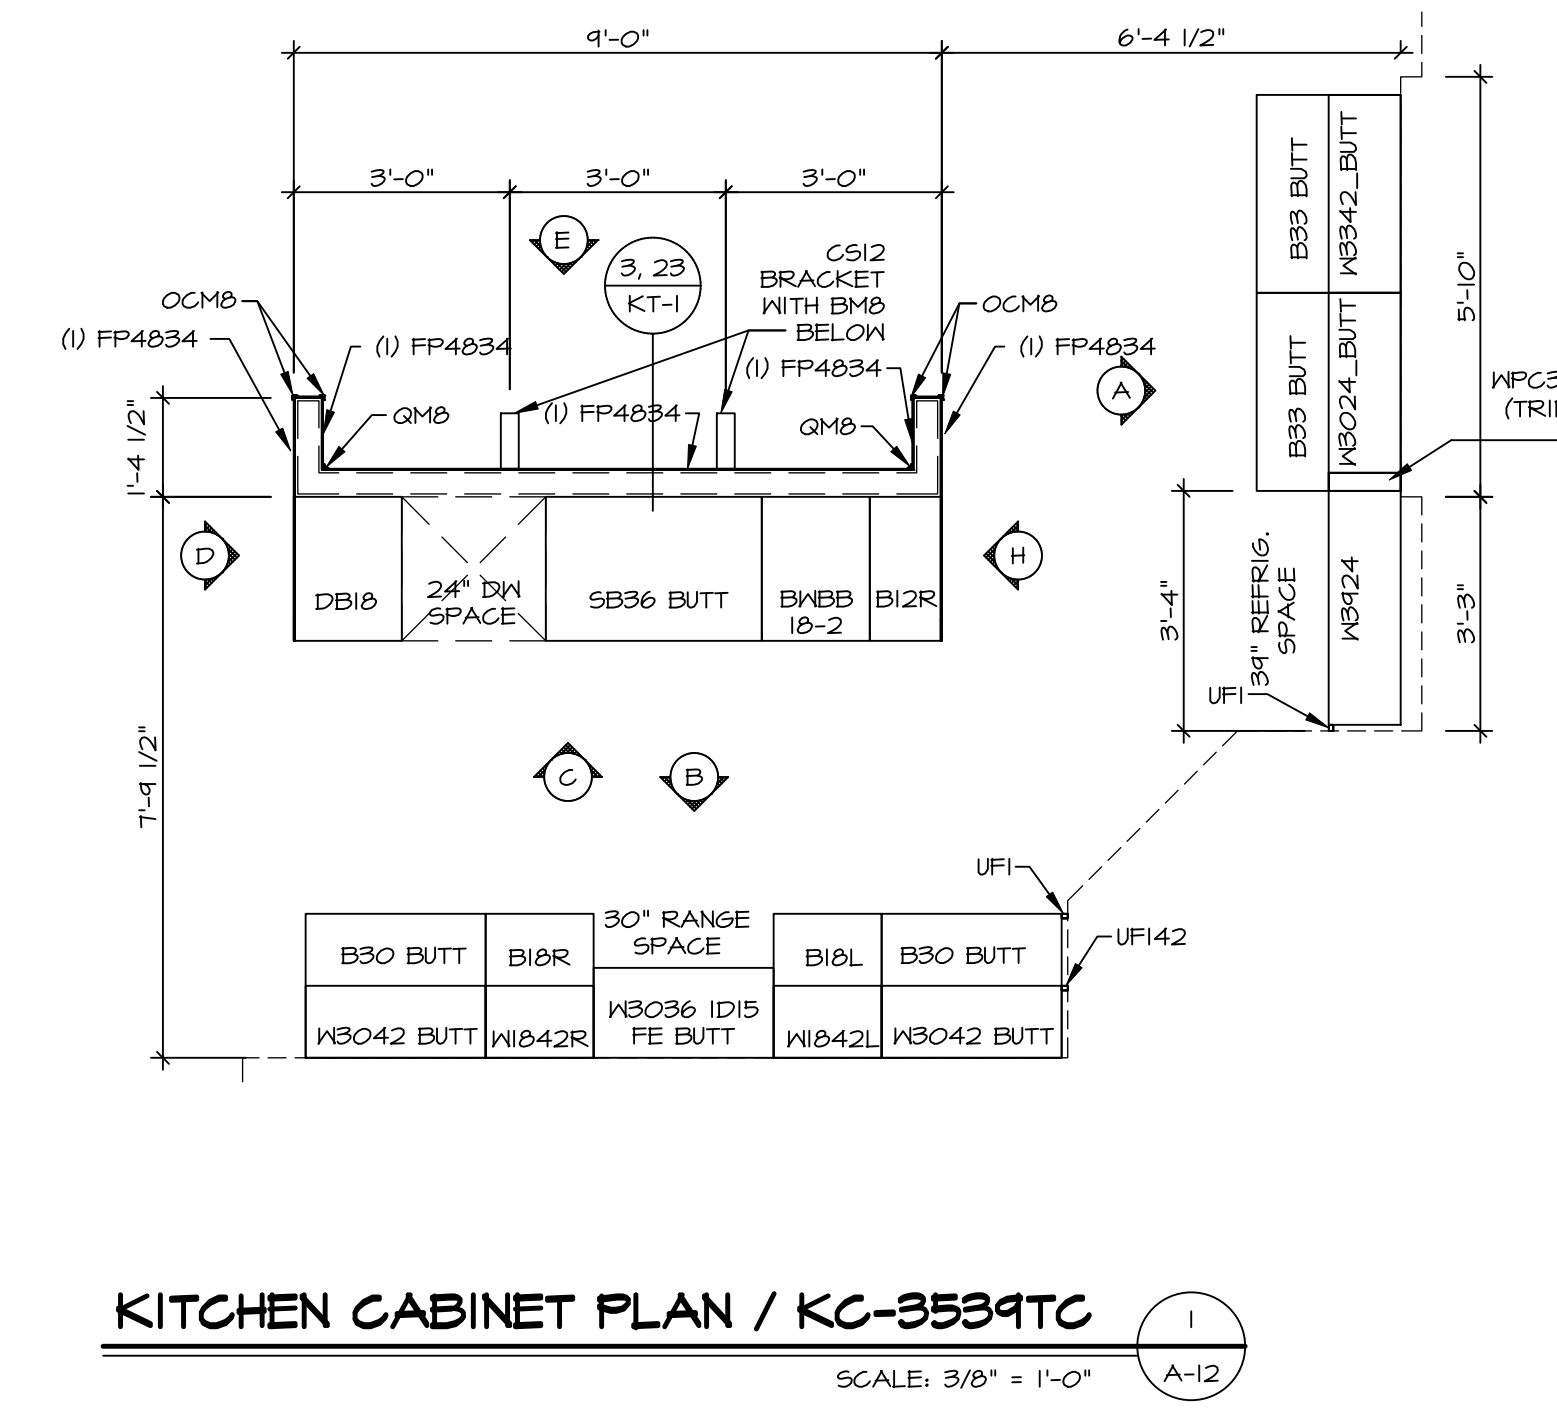 9'-0"
6'-4 1/2"
3'-0"
3'-0"
3'-0"
E
3, 23
KT-1
CS12
BRACKET
WITH BM8
BELOW
OCM8
(1) FP4834
(1) FP4834
QM8
(1) FP4834
(1) FP4834
QM8
OCM8
(1) FP4834
A
B33 BUTT
W3342_BUTT
B33 BUTT
W3024_BUTT
5'-10"
WPC3
(TRI
1'-4 1/2"
D
DB18
24" DW
SPACE
SB36 BUTT
BWBB
18-2
B12R
H
3'-4"
39" REFRIG.
SPACE
W3924
3'-3"
UF1
7'-9 1/2"
C
B
UF1
UF142
B30 BUTT
B18R
30" RANGE
SPACE
B18L
B30 BUTT
W3042 BUTT
W1842R
W3036 1D15
FE BUTT
W1842L
W3042 BUTT
KITCHEN CABINET PLAN / KC-3539TC
1
A-12
SCALE: 3/8" = 1'-0"